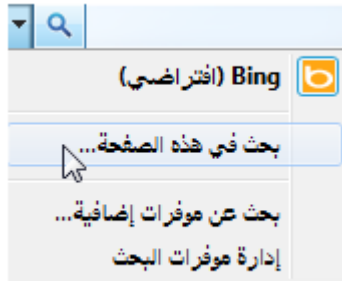 Bing (افتراضي)
بحث في هذه الصفحة...
بحث عن موفرات إضافية...
إدارة موفرات البحث